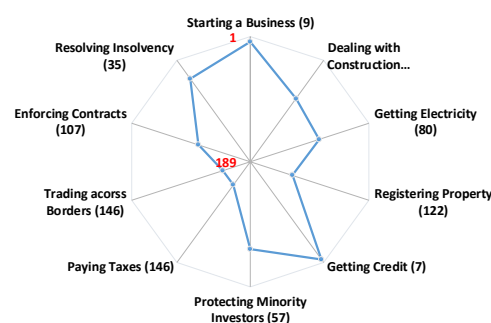 Starting a Business (9)
1
Dealing with
Construction...
Getting Electricity
(80)
Registering Property
(122)
Getting Credit (7)
Protecting Minority
Investors (57)
Paying Taxes (146)
Trading acorss
Borders (146)
Enforcing Contracts
(107)
Resolving Insolvency
(35)
189